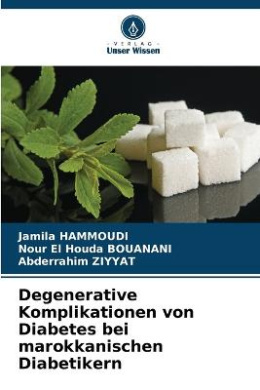 VERLAG
Unser Wissen
Jamila HAMMOUDI
Nour El Houda BOUANANI
Abderrahim ZIYYAT
Degenerative
Komplikationen von
Diabetes bei
marokkanischen
Diabetikern